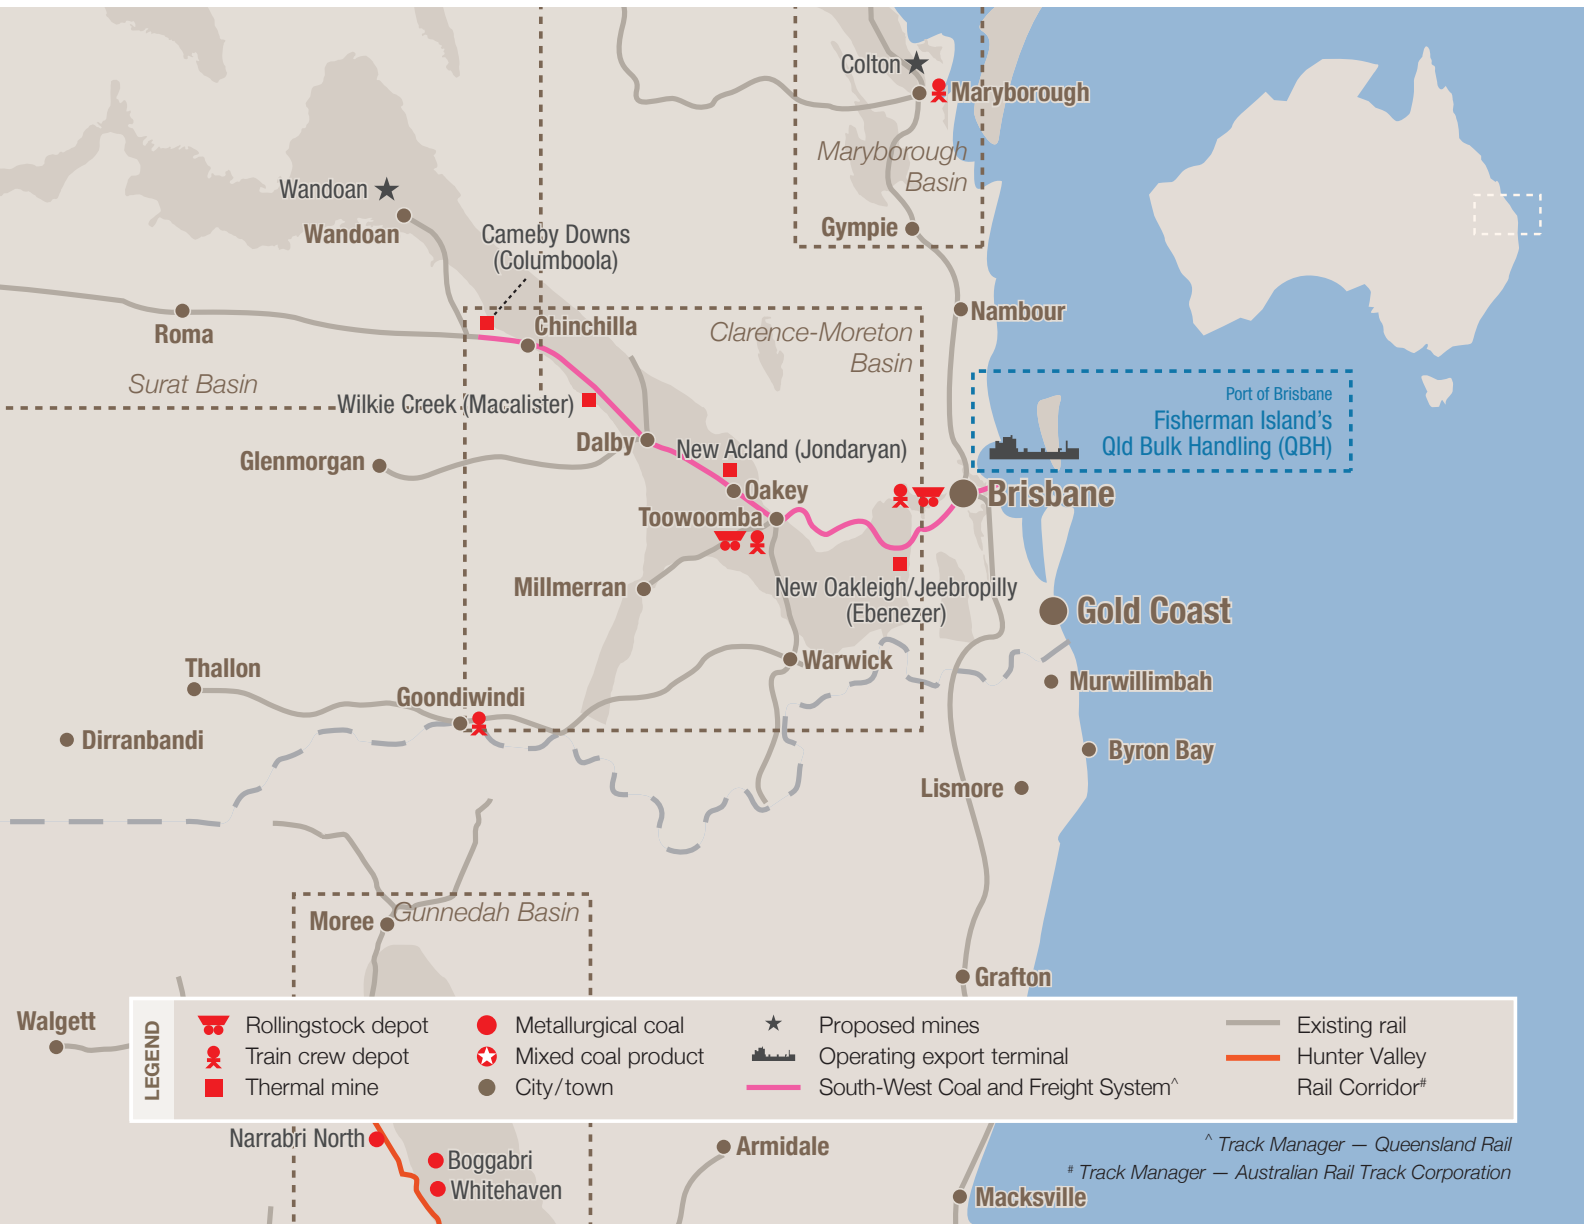 Colton
Maryborough
Maryborough
Basin
Wandoan
Wandoan
Gympie
Cameby Downs
(Columboola)
Nambour
Roma
Chinchilla
Clarence-Moreton
Basin
Surat Basin
Wilkie Creek (Macalister)
Port of Brisbane
Fisherman Island's
Qld Bulk Handling (QBH)
Dalby
New Acland (Jondaryan)
Glenmorgan
Oakey
Brisbane
Toowoomba
Millmerran
New Oakleigh/Jeebropilly
(Ebenezer)
Gold Coast
Thallon
Warwick
Goondiwindi
Murwillimbah
Dirranbandi
Byron Bay
Lismore
Moree
Gunnedah Basin
Grafton
Walgett
LEGEND
Rollingstock depot
Train crew depot
Thermal mine
Metallurgical coal
Mixed coal product
City/town
Proposed mines
Operating export terminal
South-West Coal and Freight System^
Existing rail
Hunter Valley
Rail Corridor#
Narrabri North
Boggabri
Whitehaven
Armidale
Macksville
^ Track Manager — Queensland Rail
# Track Manager — Australian Rail Track Corporation